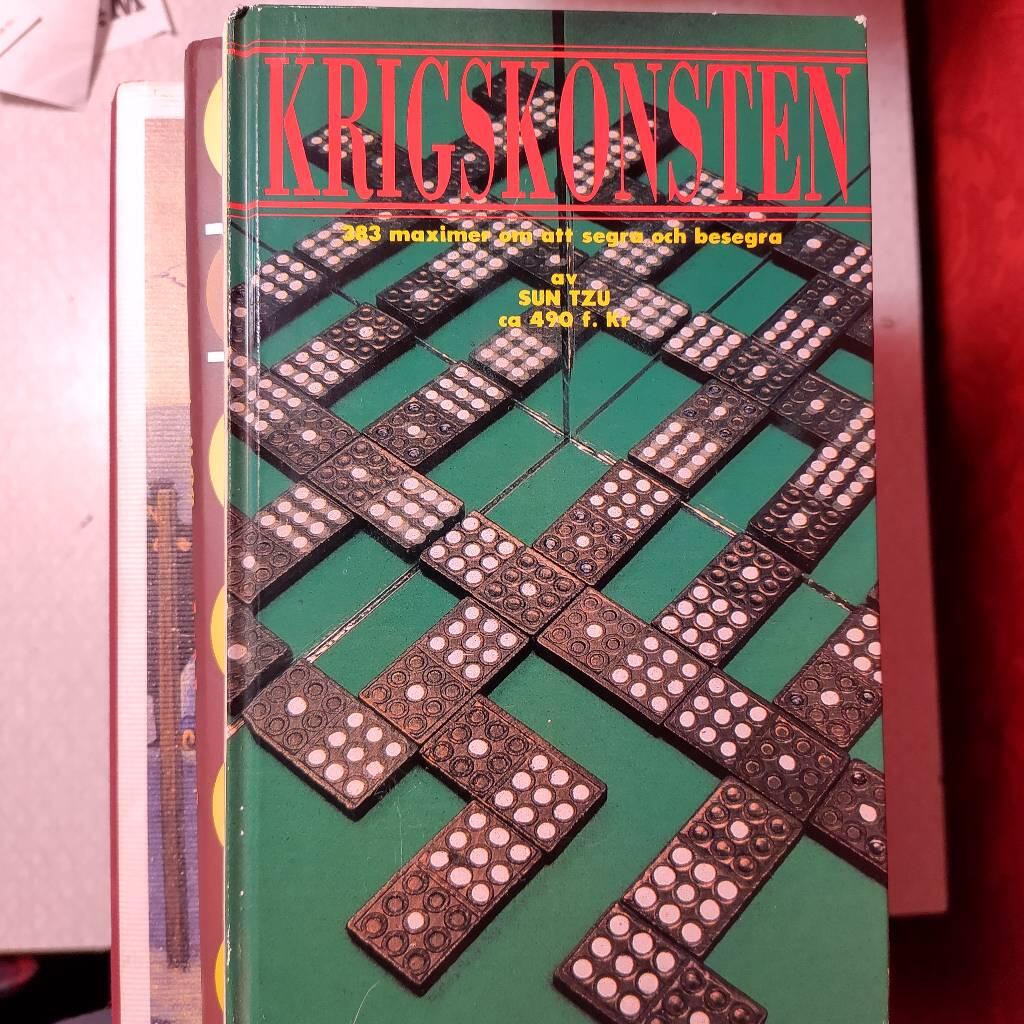 KRIGSKONSTEN
383 maximer om att segra och besegra
av
SUN TZU
ca 490 f. Kr